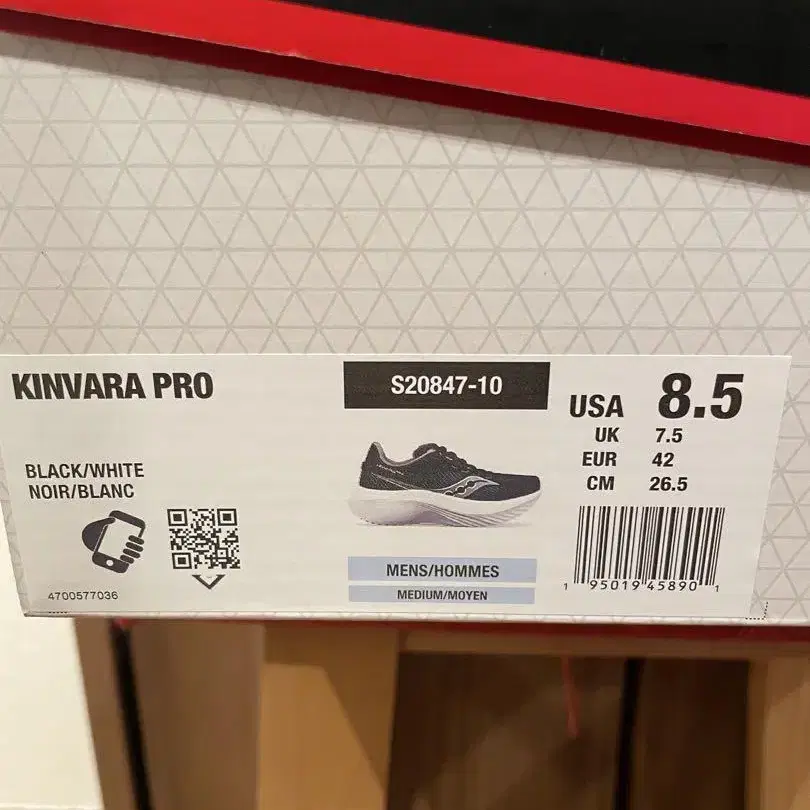 KINVARA PRO
S20847-10
USA 8.5
UK 7.5
EUR 42
CM 26.5
BLACK/WHITE
NOIR/BLANC
MENS/HOMMES
MEDIUM/MOYEN
4700577036
1 95019 45890 1